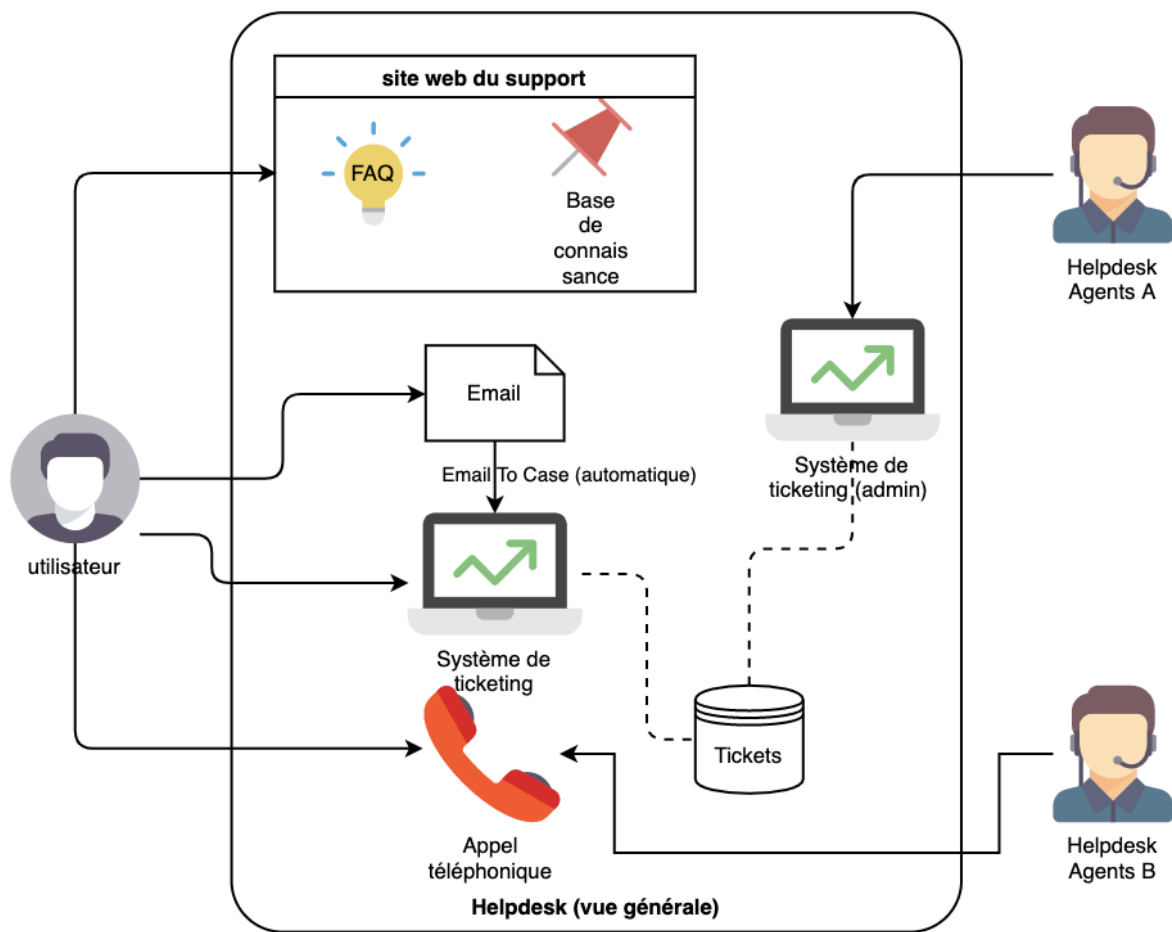 site web du support
FAQ
Base
de
connais
sance
Helpdesk
Agents A
Email
Email To Case (automatique)
Système de
ticketing (admin)
utilisateur
Système de
ticketing
Tickets
Appel
téléphonique
Helpdesk
Agents B
Helpdesk (vue générale)